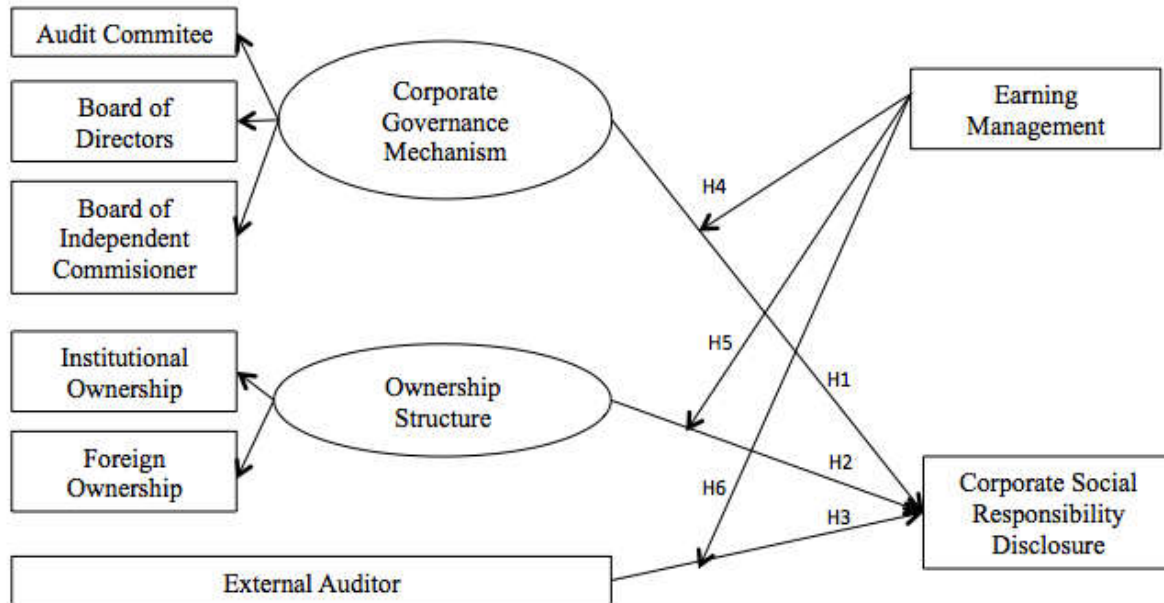 Audit Commitee
Board of
Directors
Board of
Independent
Commisioner
Institutional
Ownership
Foreign
Ownership
External Auditor
Corporate
Governance
Mechanism
Ownership
Structure
H4
H5
H6
H1
H2
H3
Earning
Management
Corporate Social
Responsibility
Disclosure